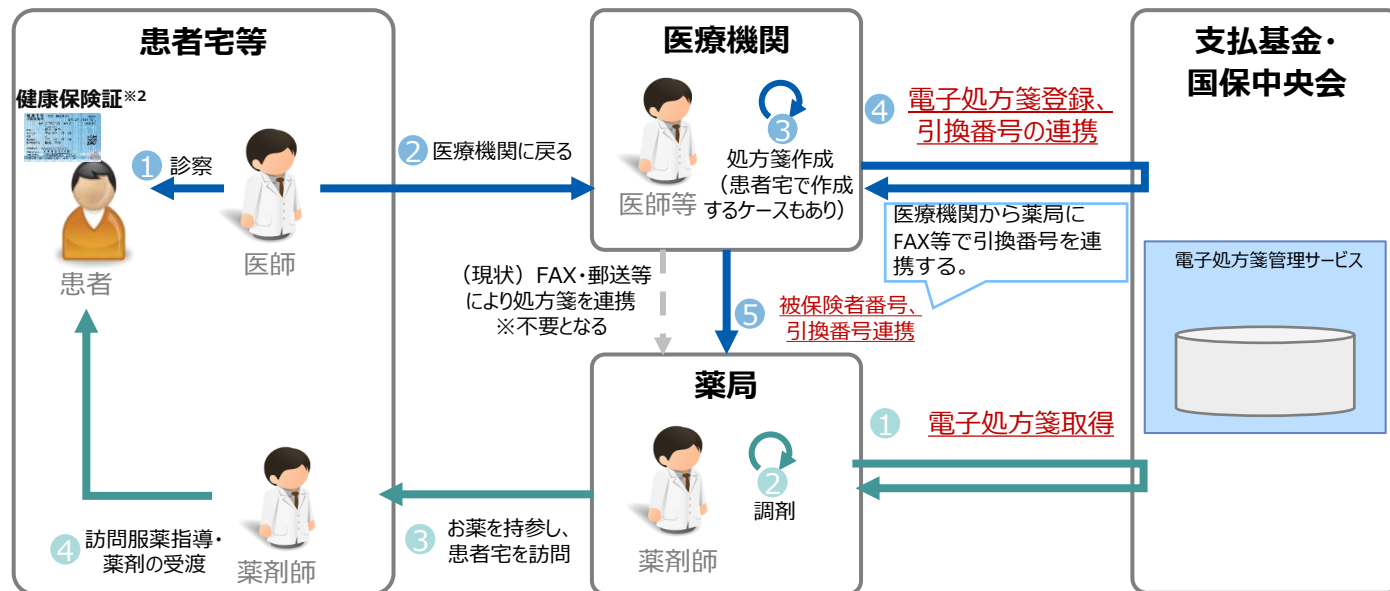 患者宅等
健康保険証※2
1 診察
患者
医師
2 医療機関に戻る
医療機関
医師等
3
処方箋作成
(患者宅で作成
するケースもあり)
4 電子処方箋登録、
引換番号の連携
医療機関から薬局に
FAX等で引換番号を連
携する。
支払基金・
国保中央会
電子処方箋管理サービス
(現状)FAX・郵送等
により処方箋を連携
※不要となる
5 被保険者番号、
引換番号連携
薬局
薬剤師
2
調剤
1 電子処方箋取得
3 お薬を持参し、
患者宅を訪問
4 訪問服薬指導・
薬剤の受渡
薬剤師